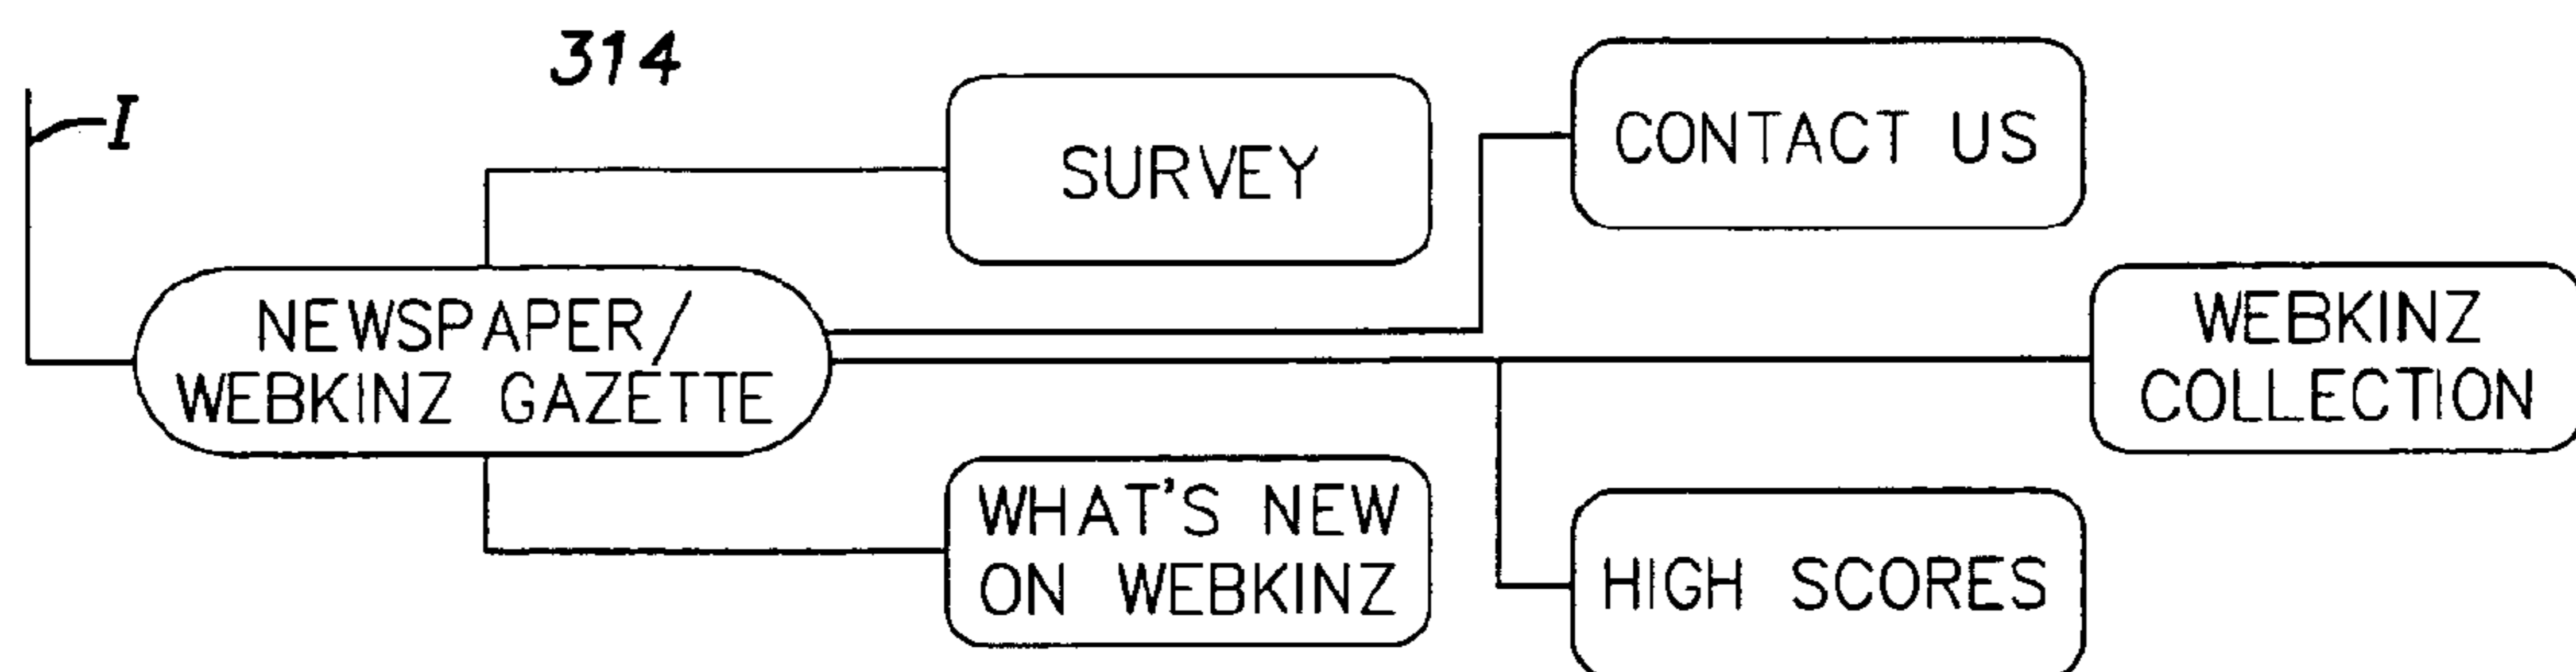 314
I
SURVEY
CONTACT US
NEWSPAPER/
WEBKINZ GAZETTE
WEBKINZ
COLLECTION
WHAT'S NEW
ON WEBKINZ
HIGH SCORES